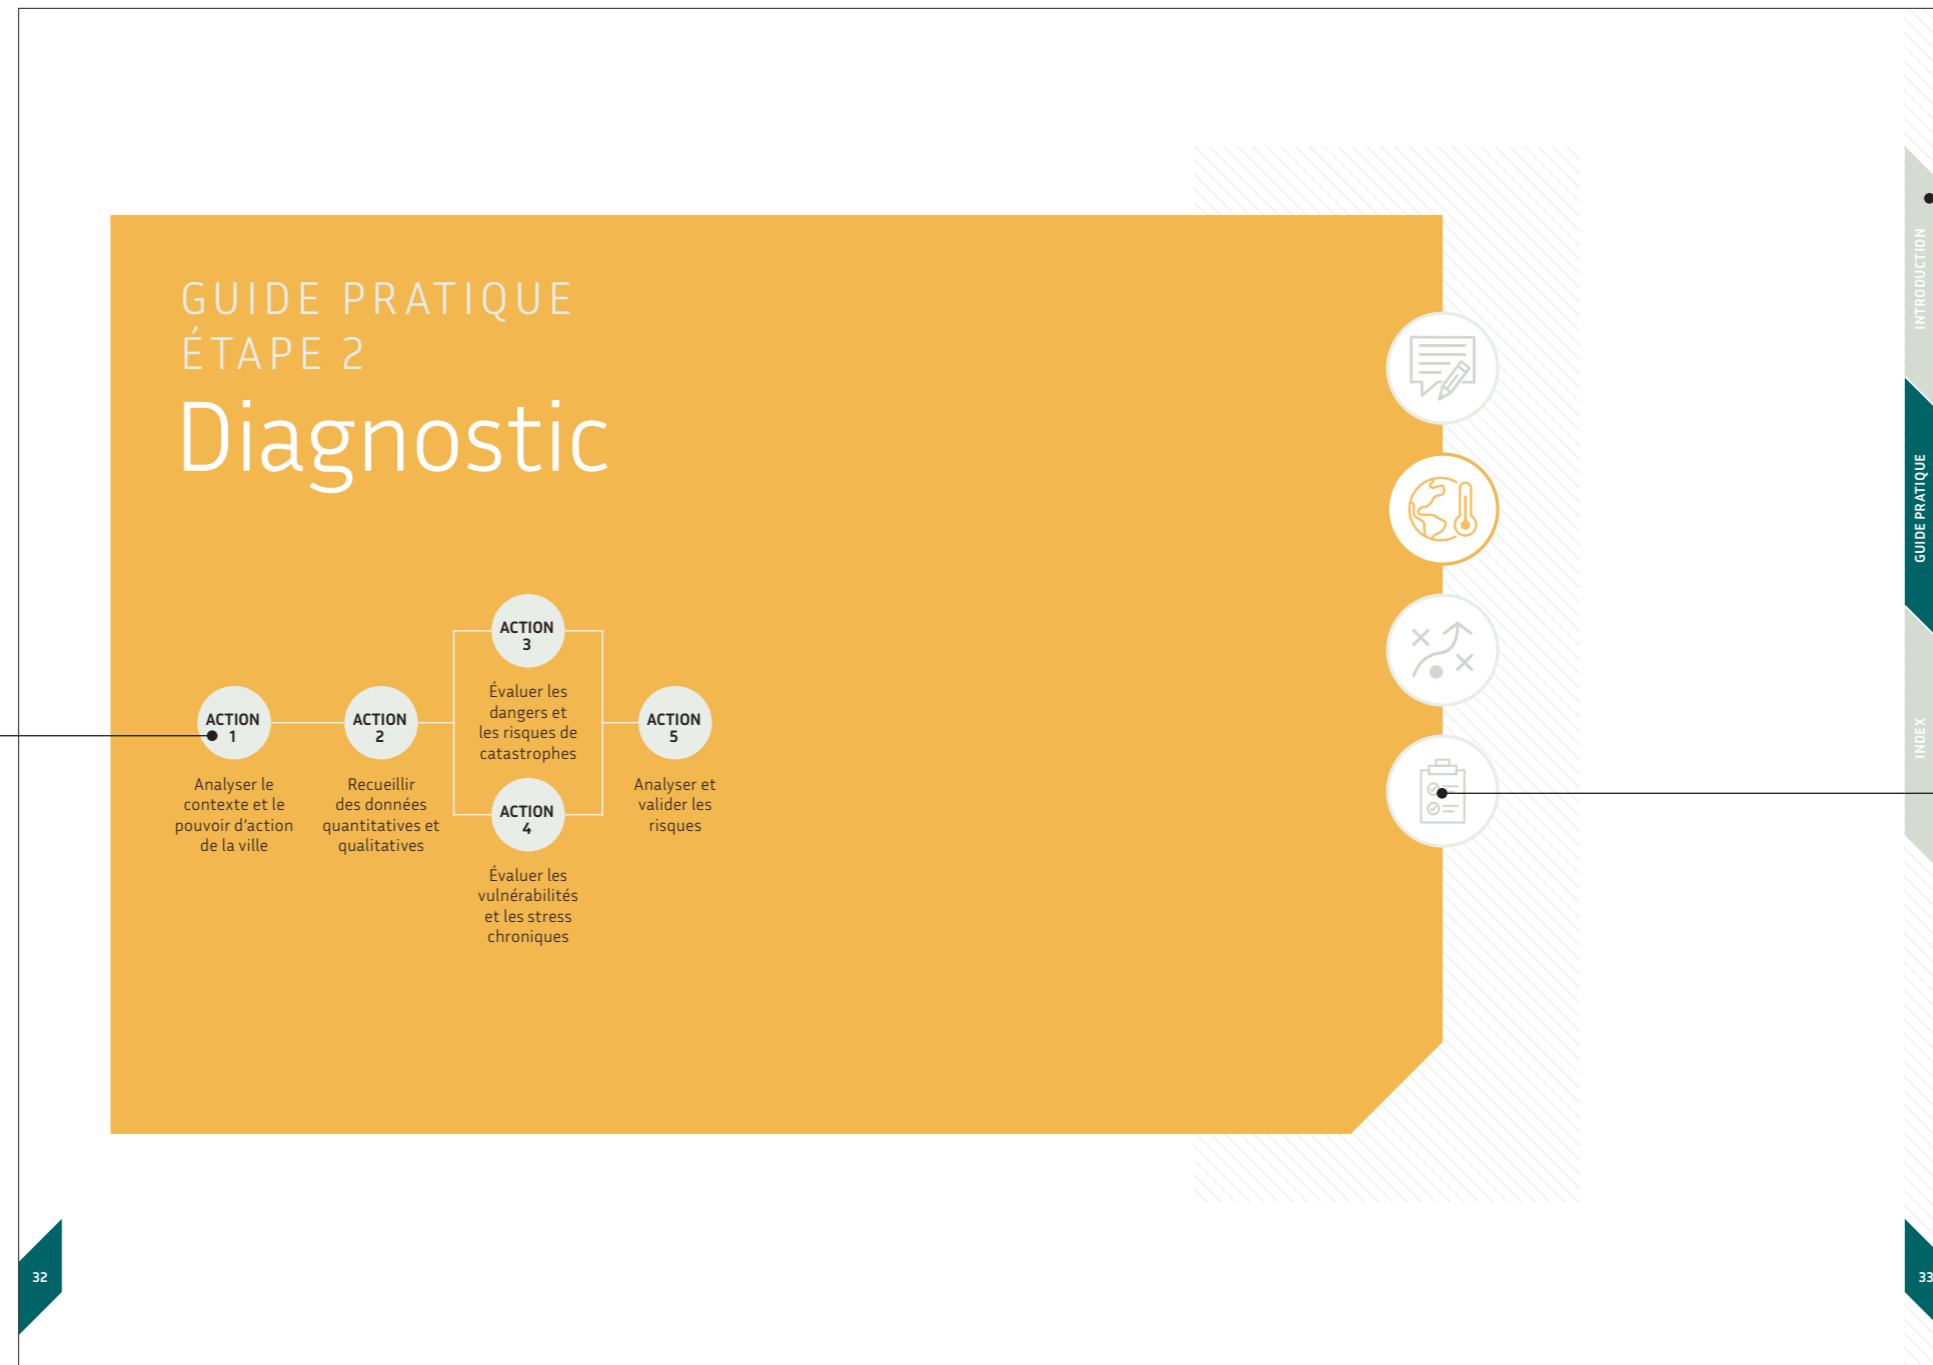 GUIDE PRATIQUE
ÉTAPE 2
Diagnostic
ACTION
1
Analyser le
contexte et le
pouvoir d'action
de la ville
ACTION
2
Recueillir
des données
quantitatives et
qualitatives
ACTION
3
Évaluer les
dangers et
les risques de
catastrophes
ACTION
4
Évaluer les
vulnérabilités
et les stress
chroniques
ACTION
5
Analyser et
valider les
risques
INTRODUCTION
GUIDE PRATIQUE
INDEX
32
33